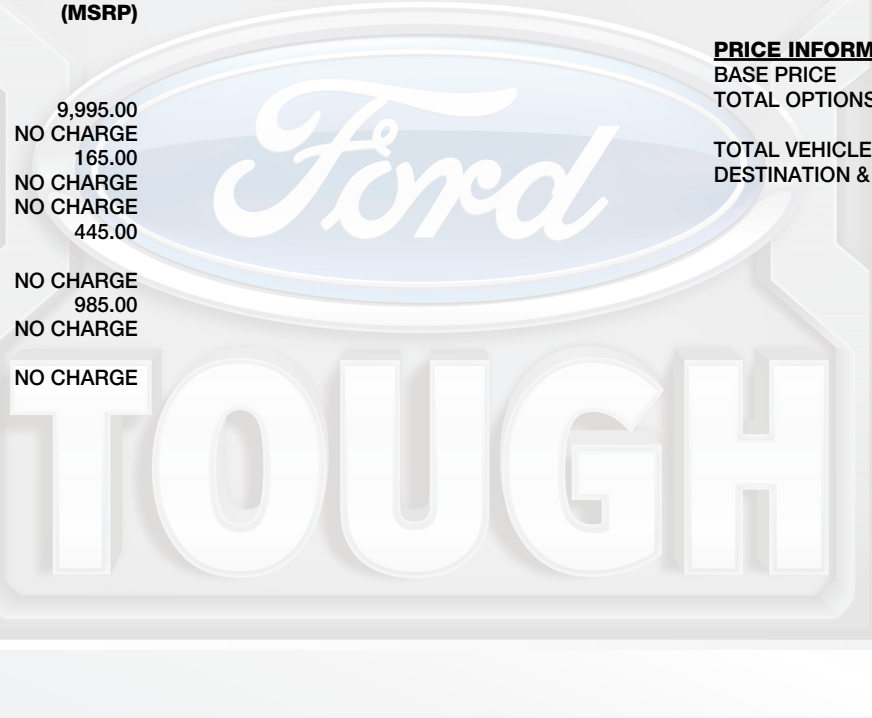 (MSRP)
9,995.00
NO CHARGE
165.00
NO CHARGE
NO CHARGE
445.00
NO CHARGE
985.00
NO CHARGE
NO CHARGE
PRICE INFORM
BASE PRICE
TOTAL OPTIONS
TOTAL VEHICLE
DESTINATION &
Ford
TOUGH